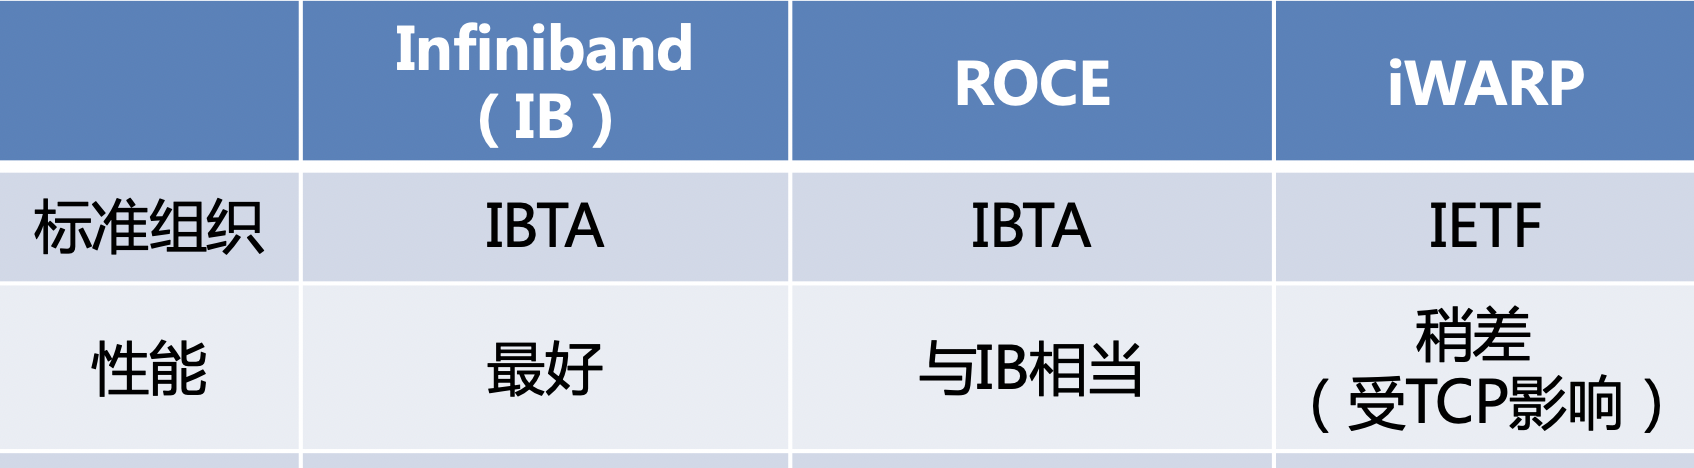 Infiniband
（IB）
ROCE
iWARP
标准组织
IBTA
IBTA
IETF
性能
最好
与IB相当
稍差
（受TCP影响）